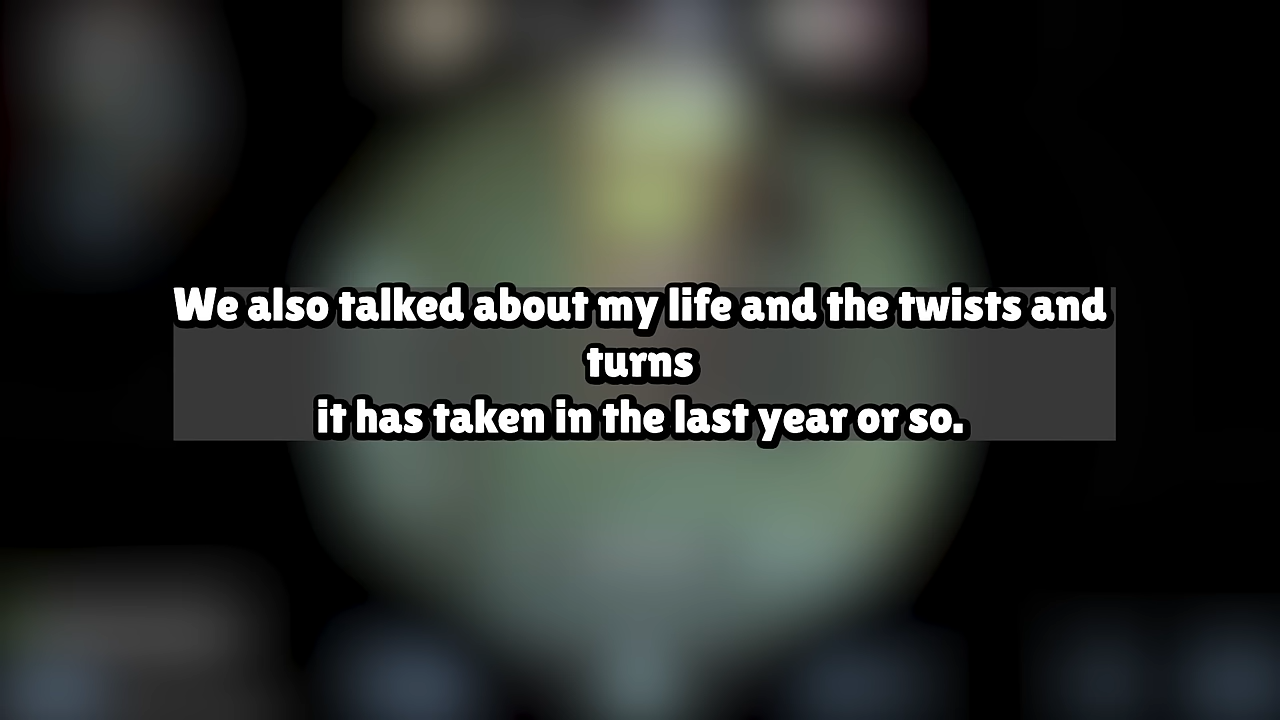 We also talked about my life and the twists and
turns
it has taken in the last year or so.